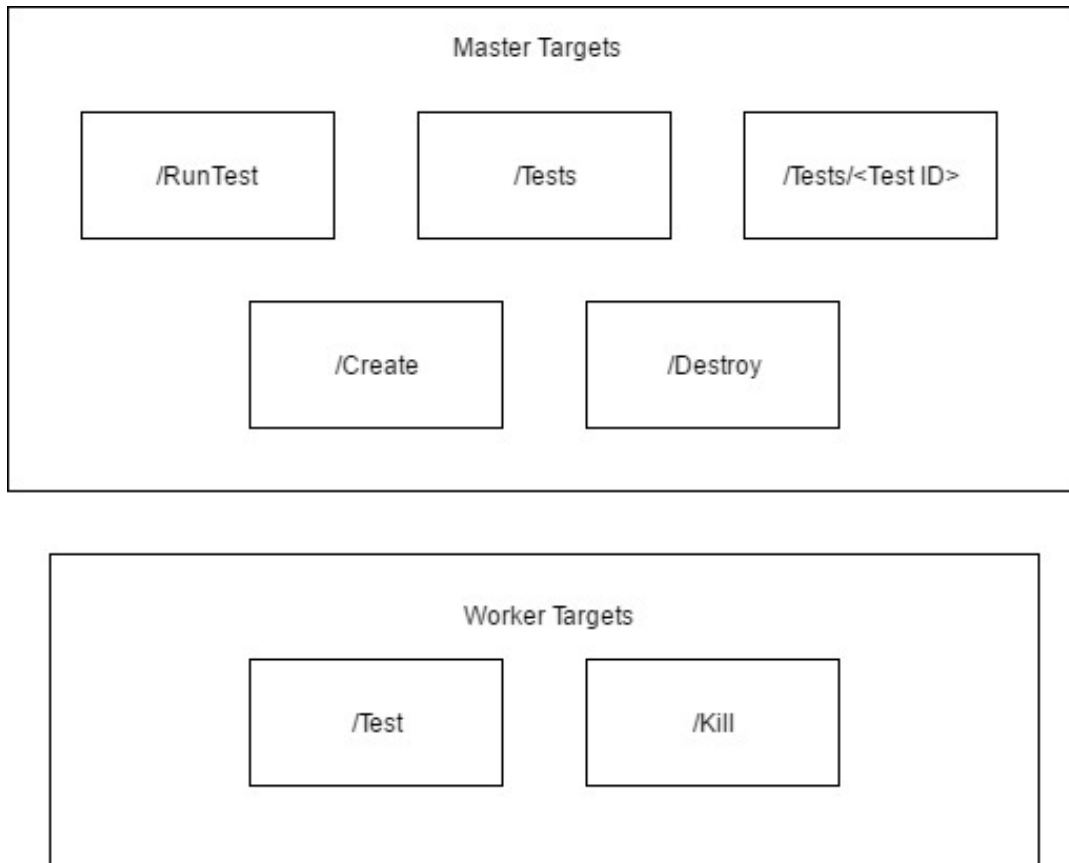 Master Targets
/RunTest
/Tests
/Tests/<Test ID>
/Create
/Destroy
Worker Targets
/Test
/Kill